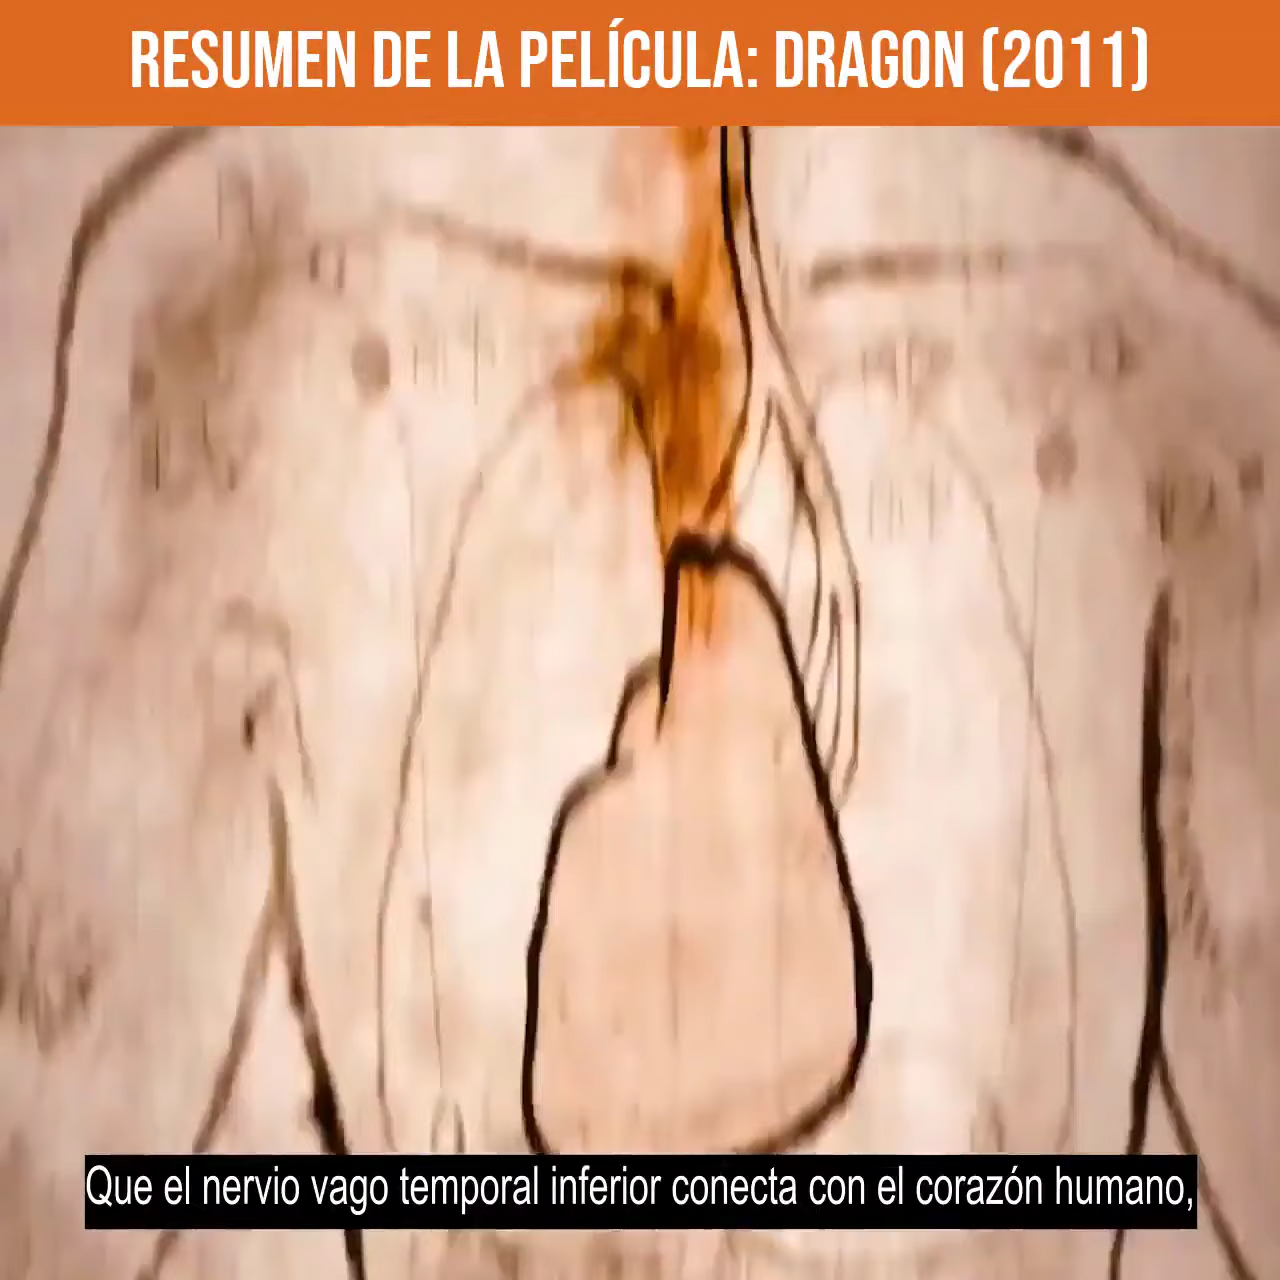 RESUMEN DE LA PELÍCULA: DRAGON (2011)
Que el nervio vago temporal inferior conecta con el corazón humano,